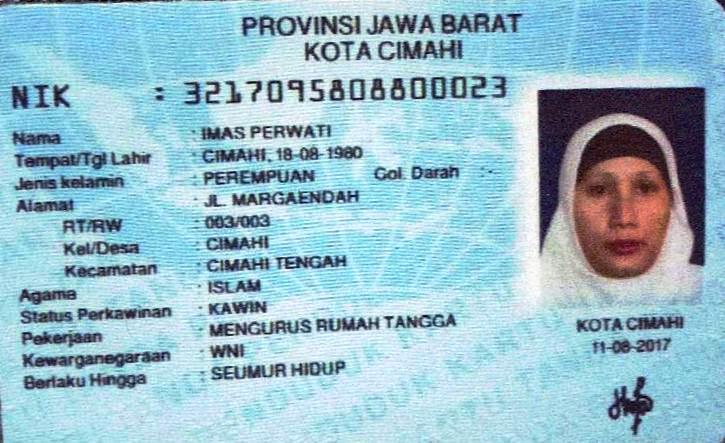 PROVINSI JAWA BARAT
KOTA CIMAHI
NIK : 3217095808800023
Nama : IMAS PERWATI
Tempat/Tgl Lahir : CIMAHI, 18-08-1980
Jenis kelamin : PEREMPUAN Gol. Darah :-
Alamat : JL. MARGAENDAH
RT/RW : 003/003
Kel/Desa : CIMAHI
Kecamatan : CIMAHI TENGAH
Agama : ISLAM
Status Perkawinan : KAWIN
Pekerjaan : MENGURUS RUMAH TANGGA
Kewarganegaraan : WNI
Berlaku Hingga : SEUMUR HIDUP
KOTA CIMAHI
11-08-2017